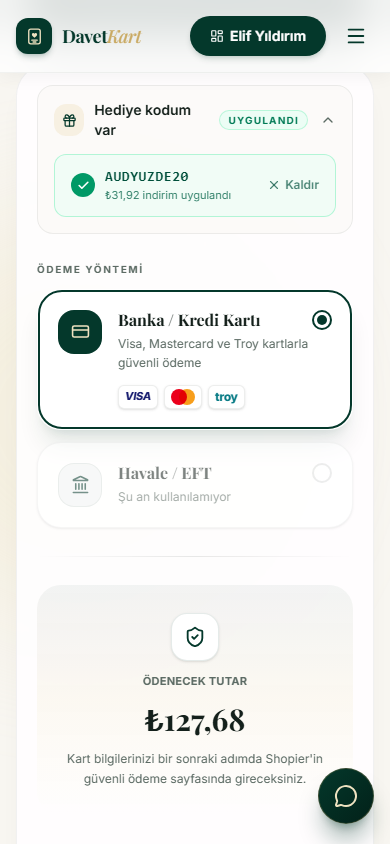 DavetKart
Elif Yıldırım
Hediye kodum
var
UYGULANDI
AUDYUZDE20
₺31,92 indirim uygulandı
Kaldır
ÖDEME YÖNTEMİ
Banka / Kredi Kartı
Visa, Mastercard ve Troy kartlarla
güvenli ödeme
VISA
troy
Havale / EFT
Şu an kullanılamıyor
ÖDENECEK TUTAR
₺127,68
Kart bilgilerinizi bir sonraki adımda Shopier'in
güvenli ödeme sayfasında gireceksiniz.